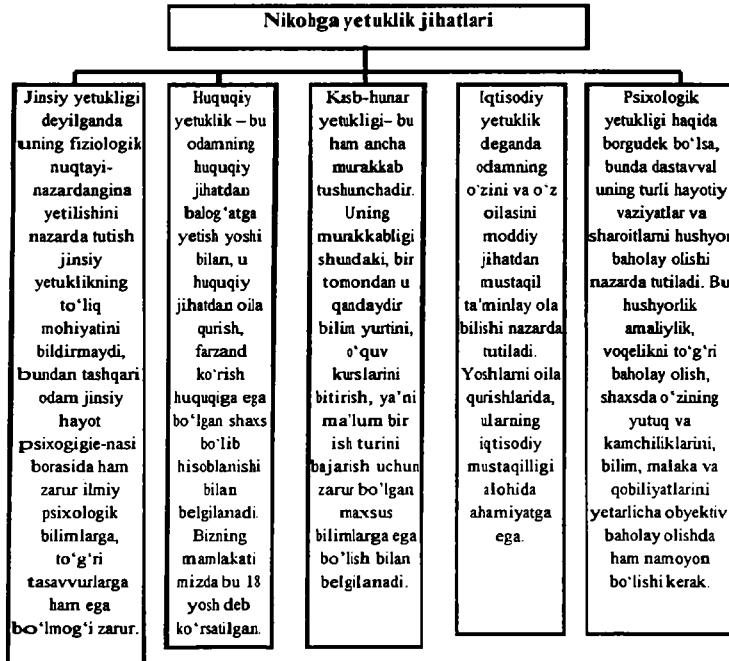 Nikohga yetuklik jihatlari
Jinsiy yetukligi
deyilganda
uning fiziologik
nuqtayi-
nazardangina
yetilishini
nazarda tutish
jinsiy
yetuklikning
to‘liq
mohiyatini
bildirmaydi,
bundan tashqari
odam jinsiy
hayot
psixogigie-nasi
borasida ham
zarur ilmiy
psixologik
bilimlarga,
to‘g‘ri
tasavvurlarga
ham ega
bo‘lmog‘i zarur.
Huquqiy
yetuklik – bu
odamning
huquqiy
jihatdan
balog‘atga
yetish yoshi
bilan, u
huquqiy
jihatdan oila
qurish,
farzand
ko‘rish
huquqiga ega
bo‘lgan shaxs
bo‘lib
hisoblanishi
bilan
belgilanadi.
Bizning
mamlakati
mizda bu 18
yosh deb
ko‘rsatilgan.
Kasb-hunar
yetukligi– bu
ham ancha
murakkab
tushunchadir.
Uning
murakkabligi
shundaki, bir
tomondan u
qandaydir
bilim yurtini,
o‘quv
kurslarini
bitirish, ya'ni
ma'lum bir
ish turini
bajarish uchun
zarur bo‘lgan
maxsus
bilimlarga ega
bo‘lish bilan
belgilanadi.
Iqtisodiy
yetuklik
deganda
odamning
o‘zini va o‘z
oilasini
moddiy
jihatdan
mustaqil
ta'minlay ola
bilishi nazarda
tutiladi.
Yoshlarni oila
qurishlarida,
ularning
iqtisodiy
mustaqilligi
alohida
ahamiyatga
ega.
Psixologik
yetukligi haqida
borgudek bo‘lsa,
bunda dastavval
uning turli hayotiy
vaziyatlar va
sharoitlarni hushyor
baholay olishi
nazarda tutiladi. Bu
hushyorlik
amaliylik,
voqelikni to‘g‘ri
baholay olish,
shaxsda o‘zining
yutuq va
kamchiliklarini,
bilim, malaka va
qobiliyatlarini
yetarlicha obyektiv
baholay olishda
ham namoyon
bo‘lishi kerak.